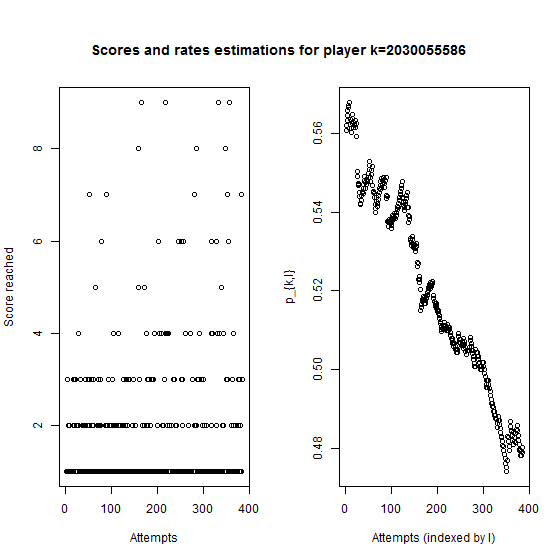 Scores and rates estimations for player k=2030055586
Score reached
2
4
6
8
0 100 200 300 400
Attempts
p_{k,l}
0.48
0.50
0.52
0.54
0.56
0 100 200 300 400
Attempts (indexed by l)